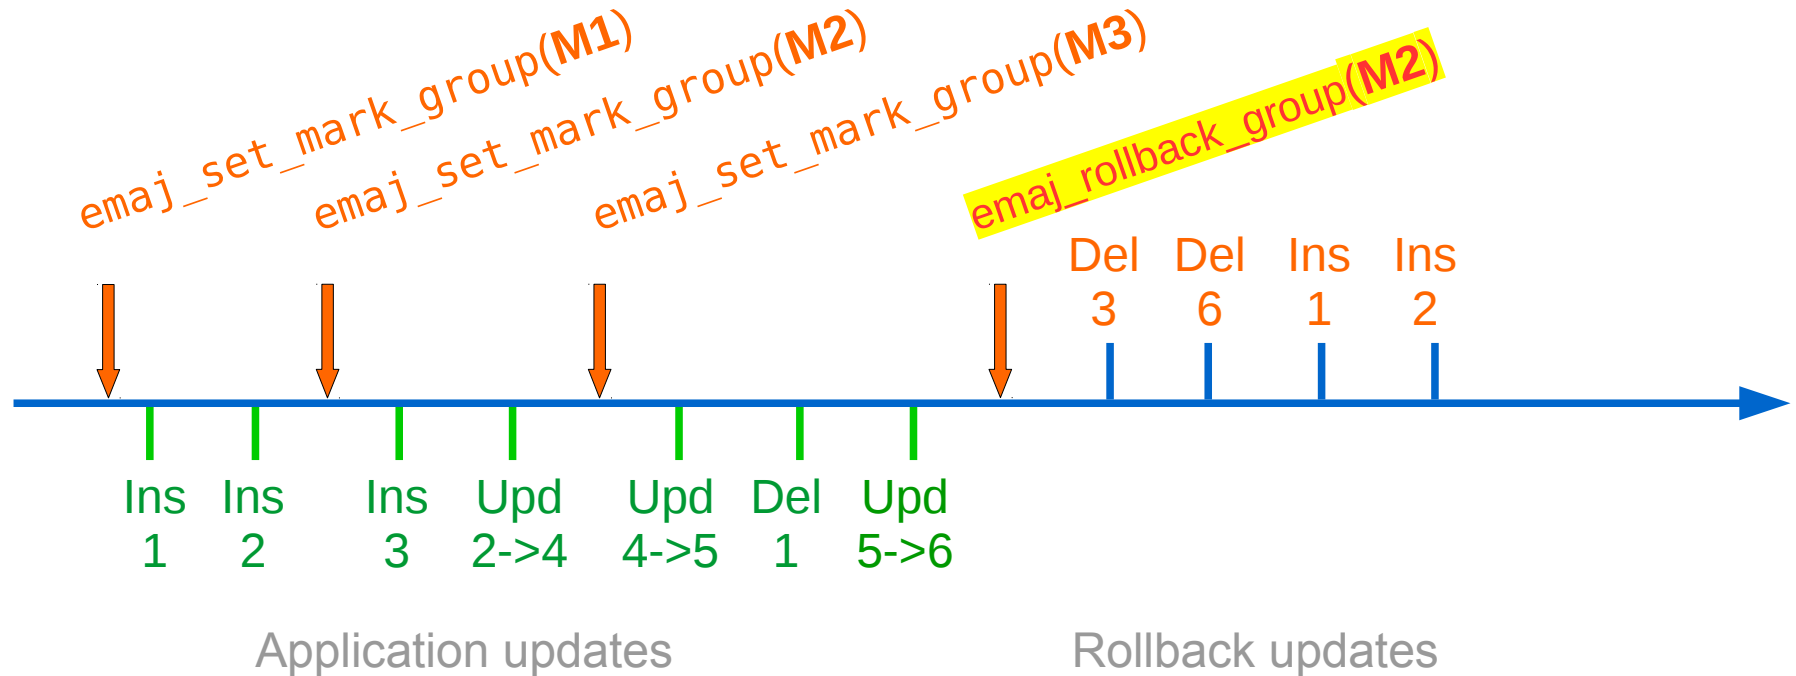 emaj_set_mark_group(M1)
emaj_set_mark_group(M2)
emaj_set_mark_group(M3)
emaj_rollback_group(M2)
Del Del Ins Ins
3 6 1 2
Ins Ins Ins Upd Upd Del Upd
1 2 3 2->4 4->5 1 5->6
Application updates Rollback updates